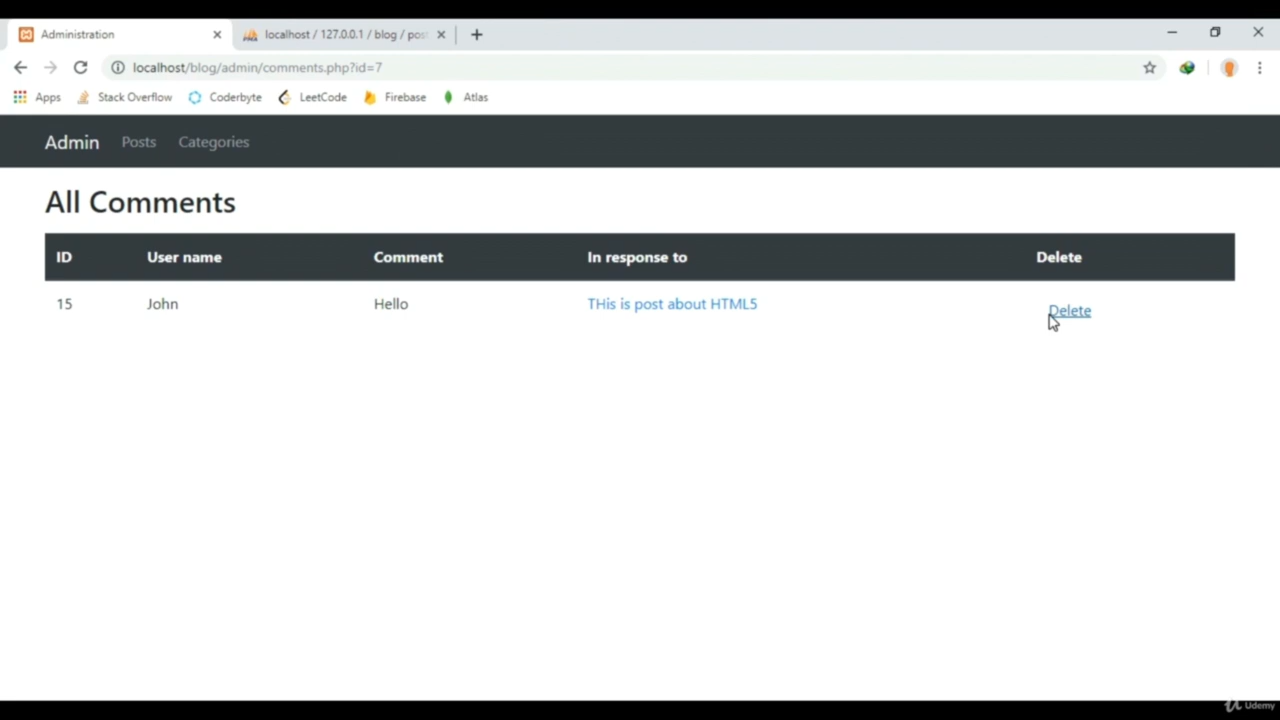 Administration
localhost / 127.0.0.1 / blog / post
localhost/blog/admin/comments.php?id=7
Apps Stack Overflow Coderbyte LeetCode Firebase Atlas
Admin Posts Categories
All Comments
ID User name Comment In response to Delete
15 John Hello THis is post about HTML5 Delete
Udemy